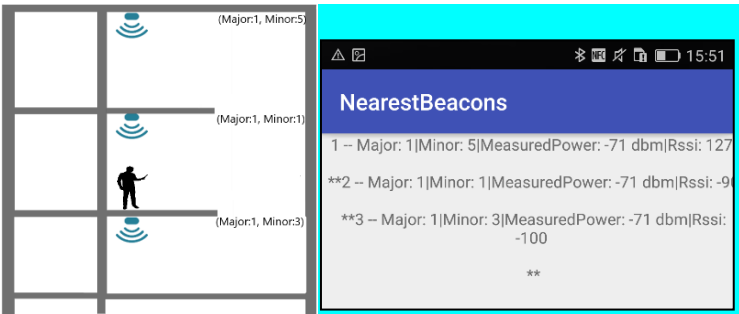 (Major:1, Minor:5)
(Major:1, Minor:1)
(Major:1, Minor:3)
NFC 15:51
NearestBeacons
1 -- Major: 1|Minor: 5|MeasuredPower: -71 dbm|Rssi: 127
**2 -- Major: 1|Minor: 1|MeasuredPower: -71 dbm|Rssi: -9
**3 -- Major: 1|Minor: 3|MeasuredPower: -71 dbm|Rssi:
-100
**